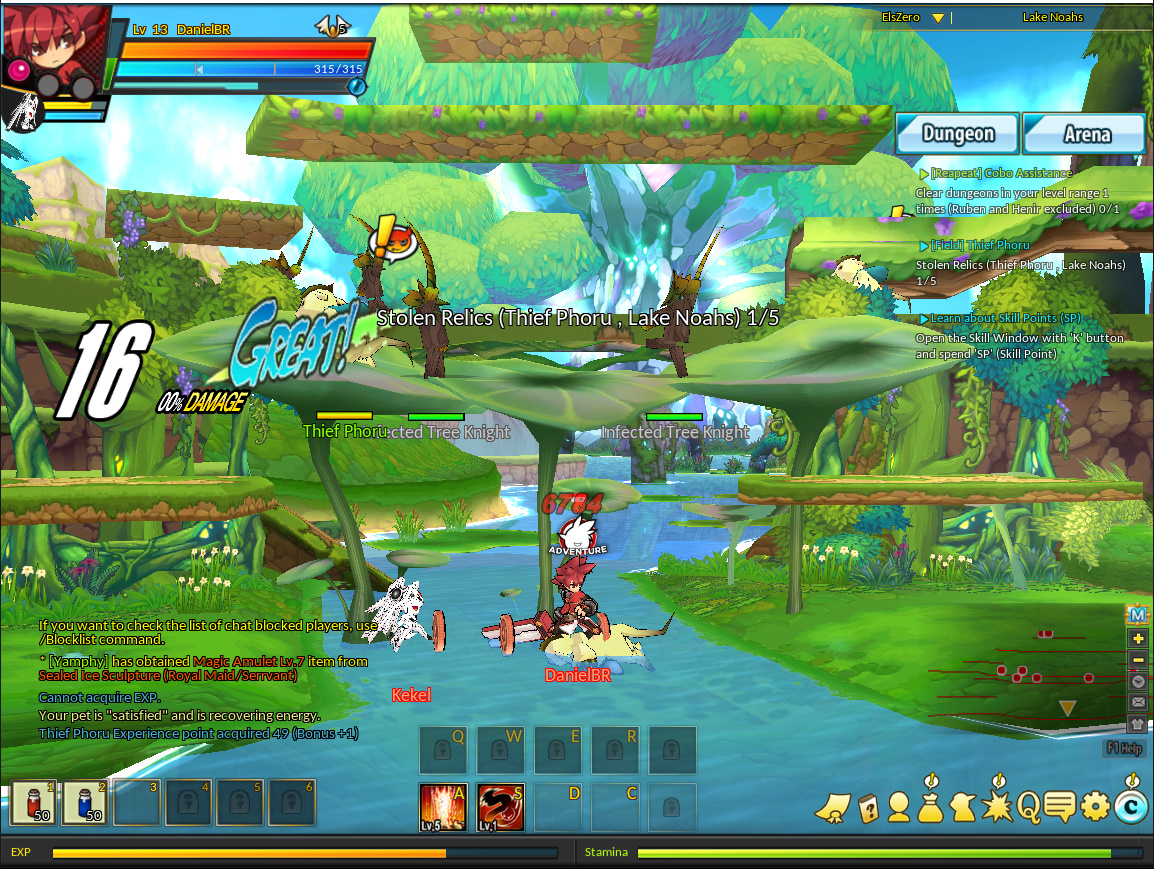 Lv 13 DanielBR
5
315/315
ElsZero
Lake Noahs
Dungeon
Arena
▶[Reapeat] Cobo Assistance
Clear dungeons in your level range 1
times (Ruben and Henir excluded) 0/1
▶[Field] Thief Phoru
Stolen Relics (Thief Phoru , Lake Noahs)
1/5
▶Learn about Skill Points (SP)
Open the Skill Window with 'K' button
and spend 'SP' (Skill Point)
Stolen Relics (Thief Phoru , Lake Noahs) 1/5
16
GREAT!
00% DAMAGE
Thief Phoru
ected Tree Knight
Infected Tree Knight
ADVENTURE
DanielBR
Kekel
If you want to check the list of chat blocked players, use
/Blocklist command.
* [Yamphy] has obtained Magic Amulet Lv.7 item from
Sealed Ice Sculpture (Royal Maid/Serrvant)
Cannot acquire EXP.
Your pet is "satisfied" and is recovering energy.
Thief Phoru Experience point acquired 49 (Bonus +1)
M
F1 Help
Q W E R
1 2 3 4 5 6
50 50
A S D C
Lv.5 Lv.1
Q
C
EXP
Stamina